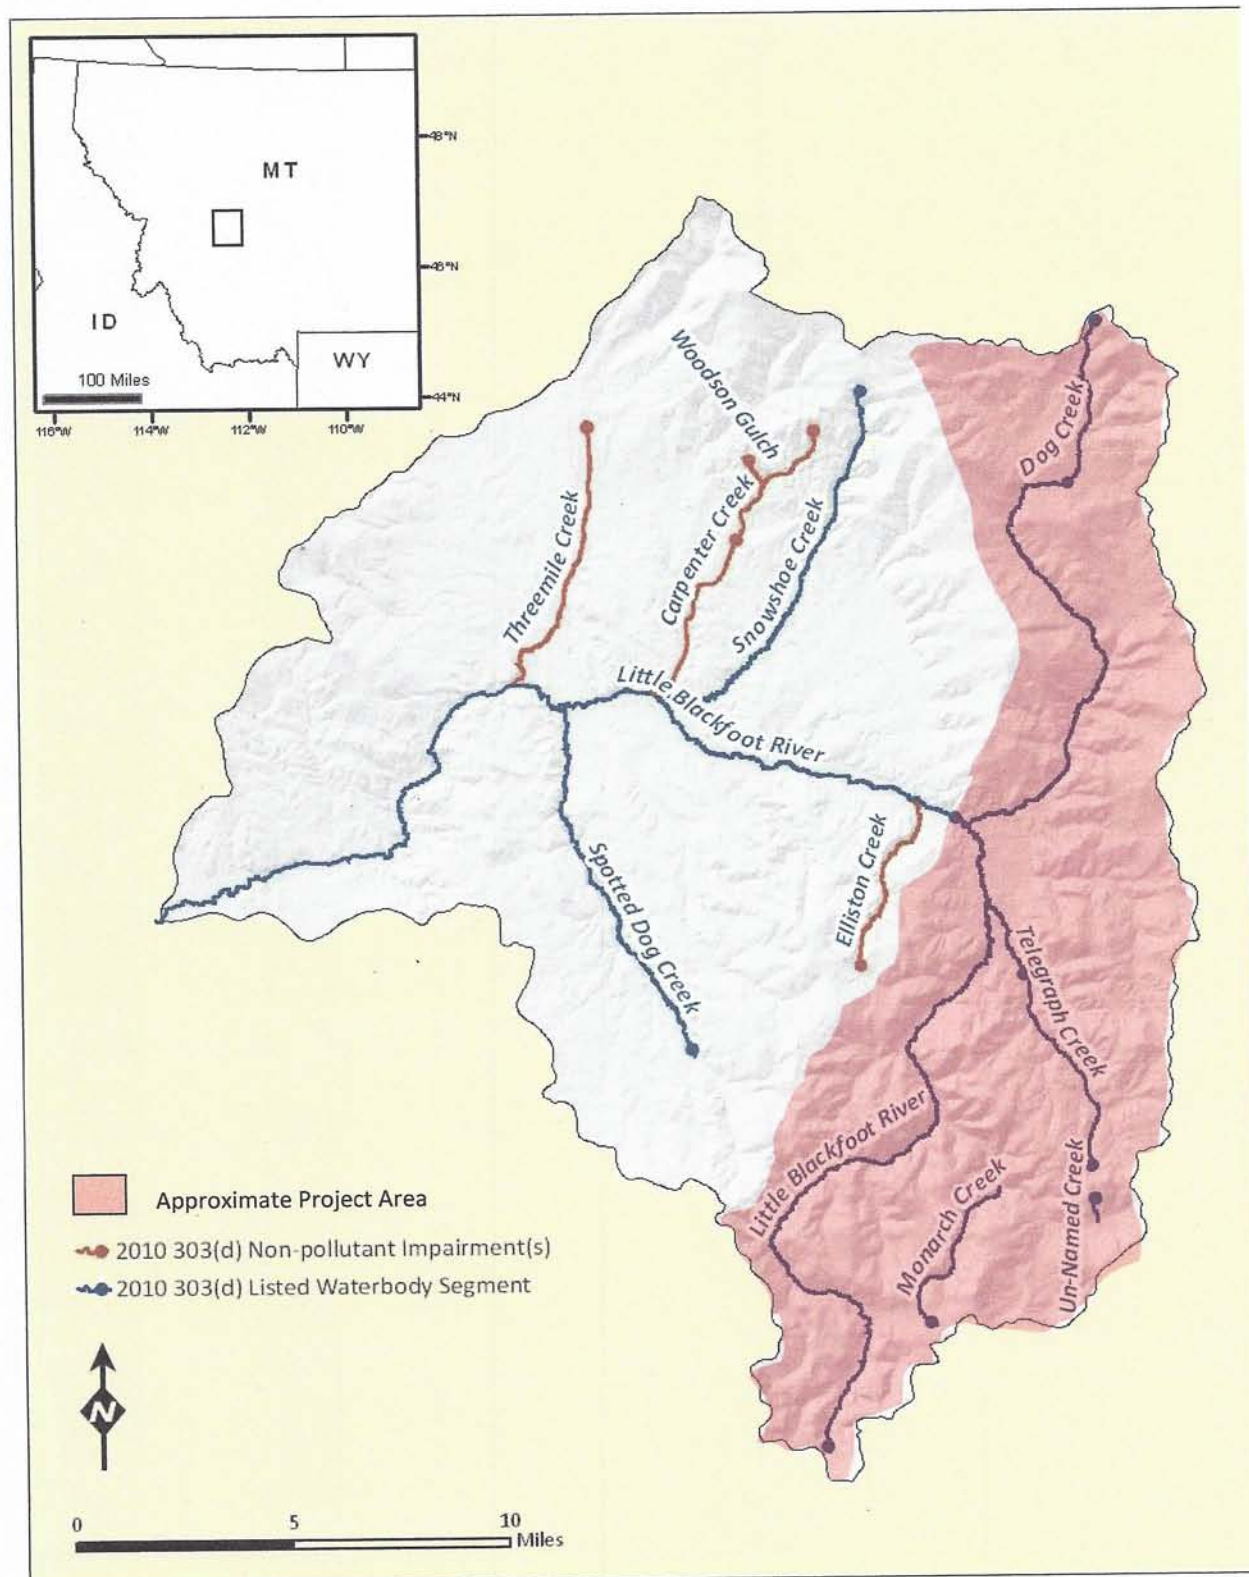 MT
ID
WY
100 Miles
48°N
46°N
44°N
116°W
114°W
112°W
110°W
Woodson Gulch
Dog Creek
Threemile Creek
Carpenter Creek
Snowshoe Creek
Little Blackfoot River
Spotted Dog Creek
Elliston Creek
Telegraph Creek
Little Blackfoot River
Monarch Creek
Un-Named Creek
Approximate Project Area
2010 303(d) Non-pollutant Impairment(s)
2010 303(d) Listed Waterbody Segment
N
0 5 10
Miles